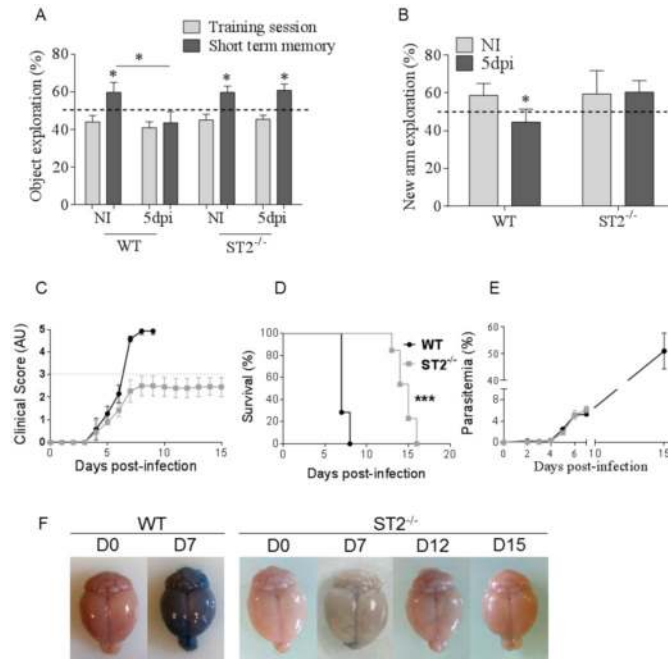 A
Training session
Short term memory
Object exploration (%)
80
60
40
20
0
*
*
*
*
NI
5dpi
NI
5dpi
WT
ST2-/-
B
NI
5dpi
New arm exploration (%)
80
60
40
20
0
*
WT
ST2-/-
C
Clinical Score (AU)
5
4
3
2
1
0
0
5
10
15
Days post-infection
D
Survival (%)
100
80
60
40
20
0
WT
ST2-/-
***
0
5
10
15
20
Days post-infection
E
Parasitemia (%)
60
50
40
30
8
4
0
0
2
4
6
8
10
15
Days post-infection
F
WT
ST2-/-
D0
D7
D0
D7
D12
D15